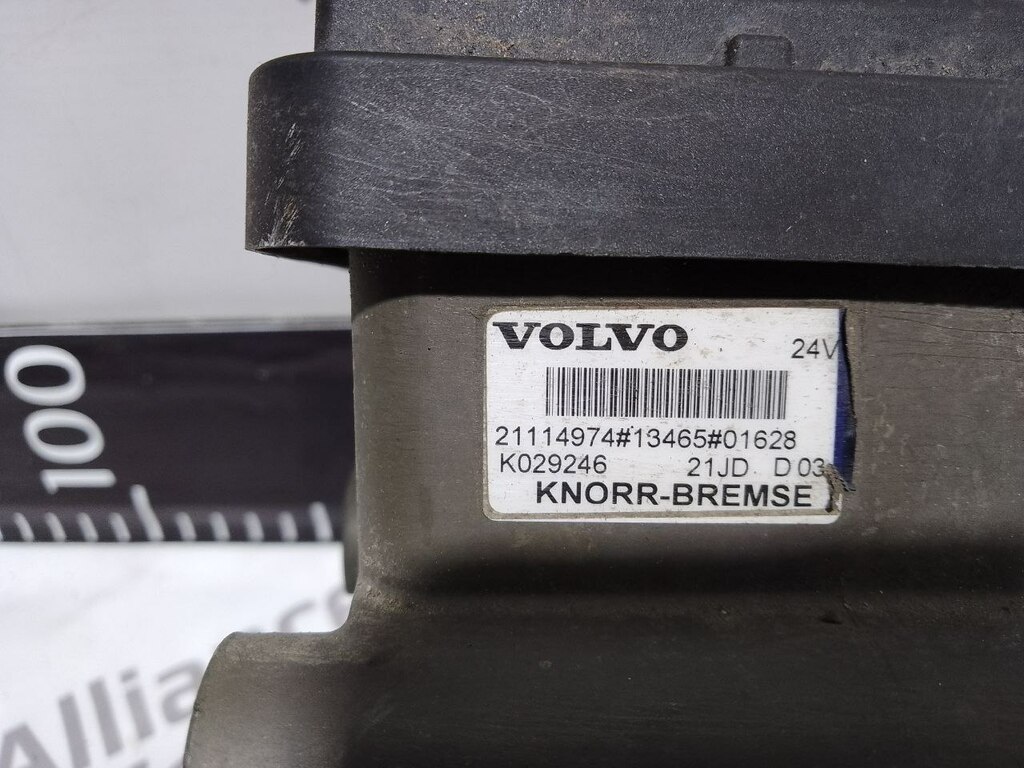 VOLVO
24V
21114974#13465#01628
K029246 21JD D 03
KNORR-BREMSE
100